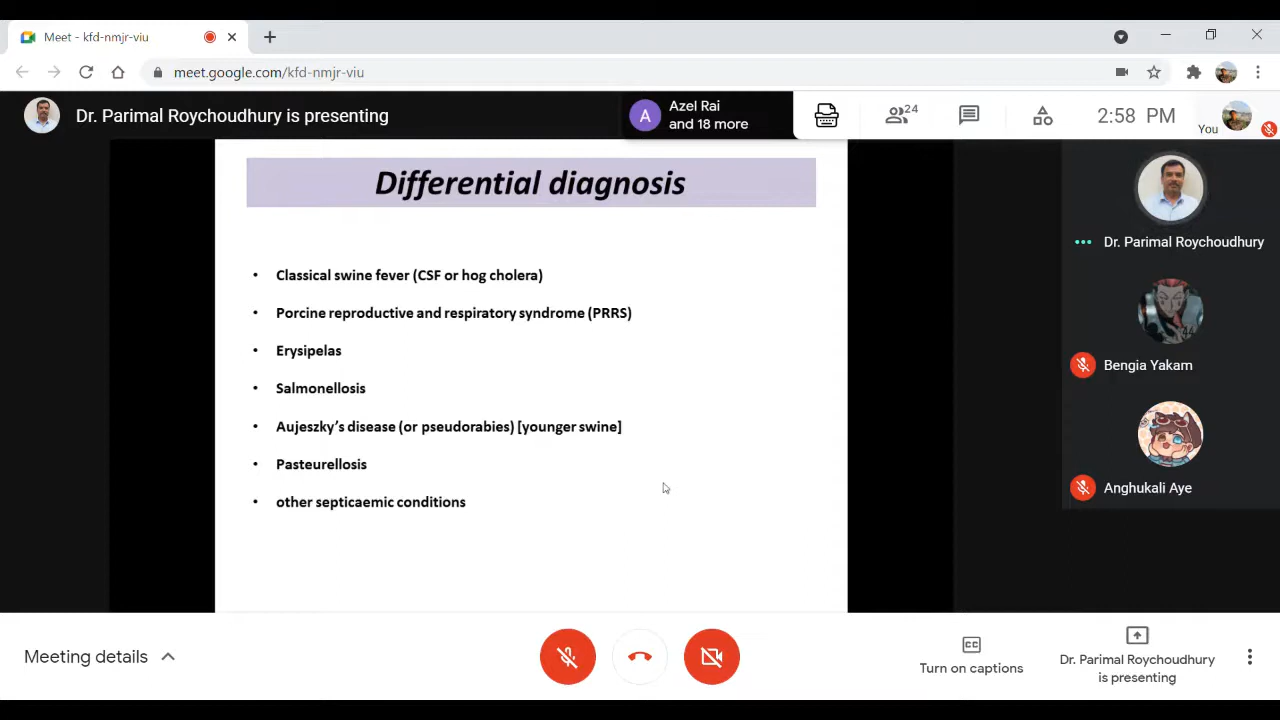 Meet - kfd-nmjr-viu
meet.google.com/kfd-nmjr-viu
Dr. Parimal Roychoudhury is presenting
A
Azel Rai
and 18 more
24
2:58 PM
You
Differential diagnosis
• Classical swine fever (CSF or hog cholera)
• Porcine reproductive and respiratory syndrome (PRRS)
• Erysipelas
• Salmonellosis
• Aujeszky’s disease (or pseudorabies) [younger swine]
• Pasteurellosis
• other septicaemic conditions
Dr. Parimal Roychoudhury
Bengia Yakam
Anghukali Aye
Meeting details
CC
Turn on captions
Dr. Parimal Roychoudhury
is presenting